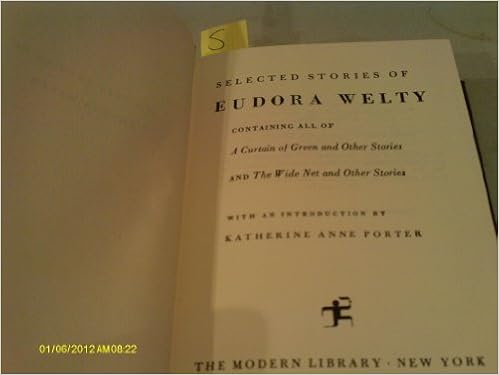 S
SELECTED STORIES OF
EUDORA WELTY
CONTAINING ALL OF
A Curtain of Green and Other Stories
AND The Wide Net and Other Stories
WITH AN INTRODUCTION BY
KATHERINE ANNE PORTER
THE MODERN LIBRARY · NEW YORK
01/06/2012 AM 08:22